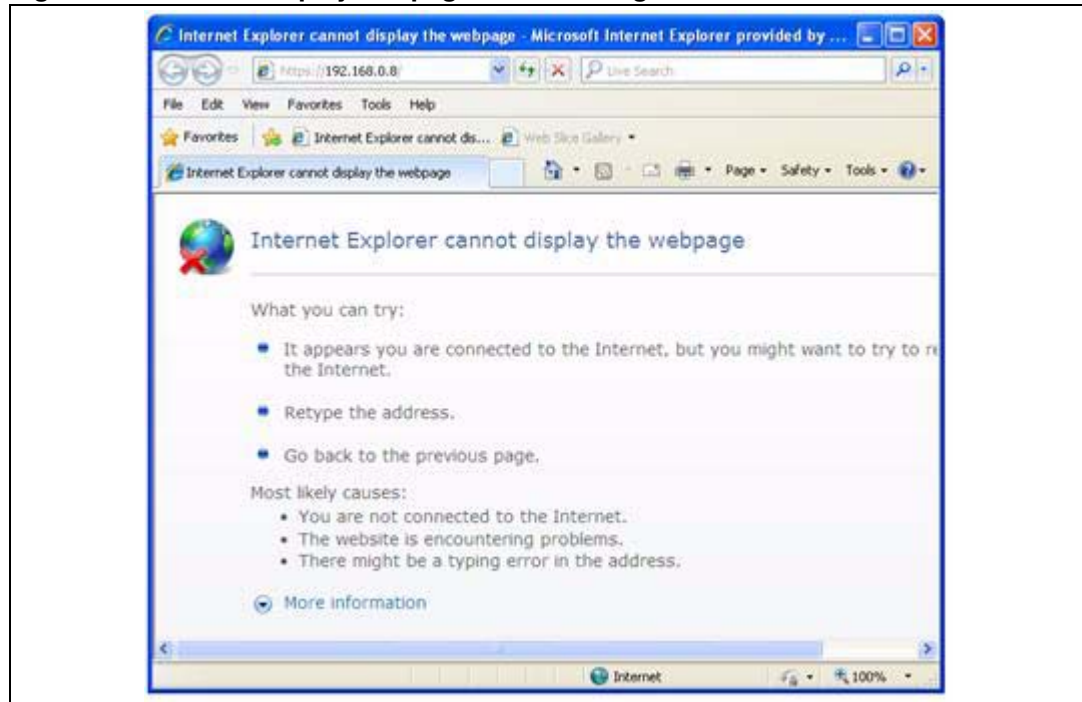 Internet Explorer cannot display the webpage - Microsoft Internet Explorer provided by ...
https://192.168.0.8/
Live Search
File Edit View Favorites Tools Help
Favorites Internet Explorer cannot dis... Web Slice Gallery
Internet Explorer cannot display the webpage Page Safety Tools
Internet Explorer cannot display the webpage
What you can try:
It appears you are connected to the Internet, but you might want to try to re
the Internet.
Retype the address.
Go back to the previous page.
Most likely causes:
• You are not connected to the Internet.
• The website is encountering problems.
• There might be a typing error in the address.
More information
Internet 100%